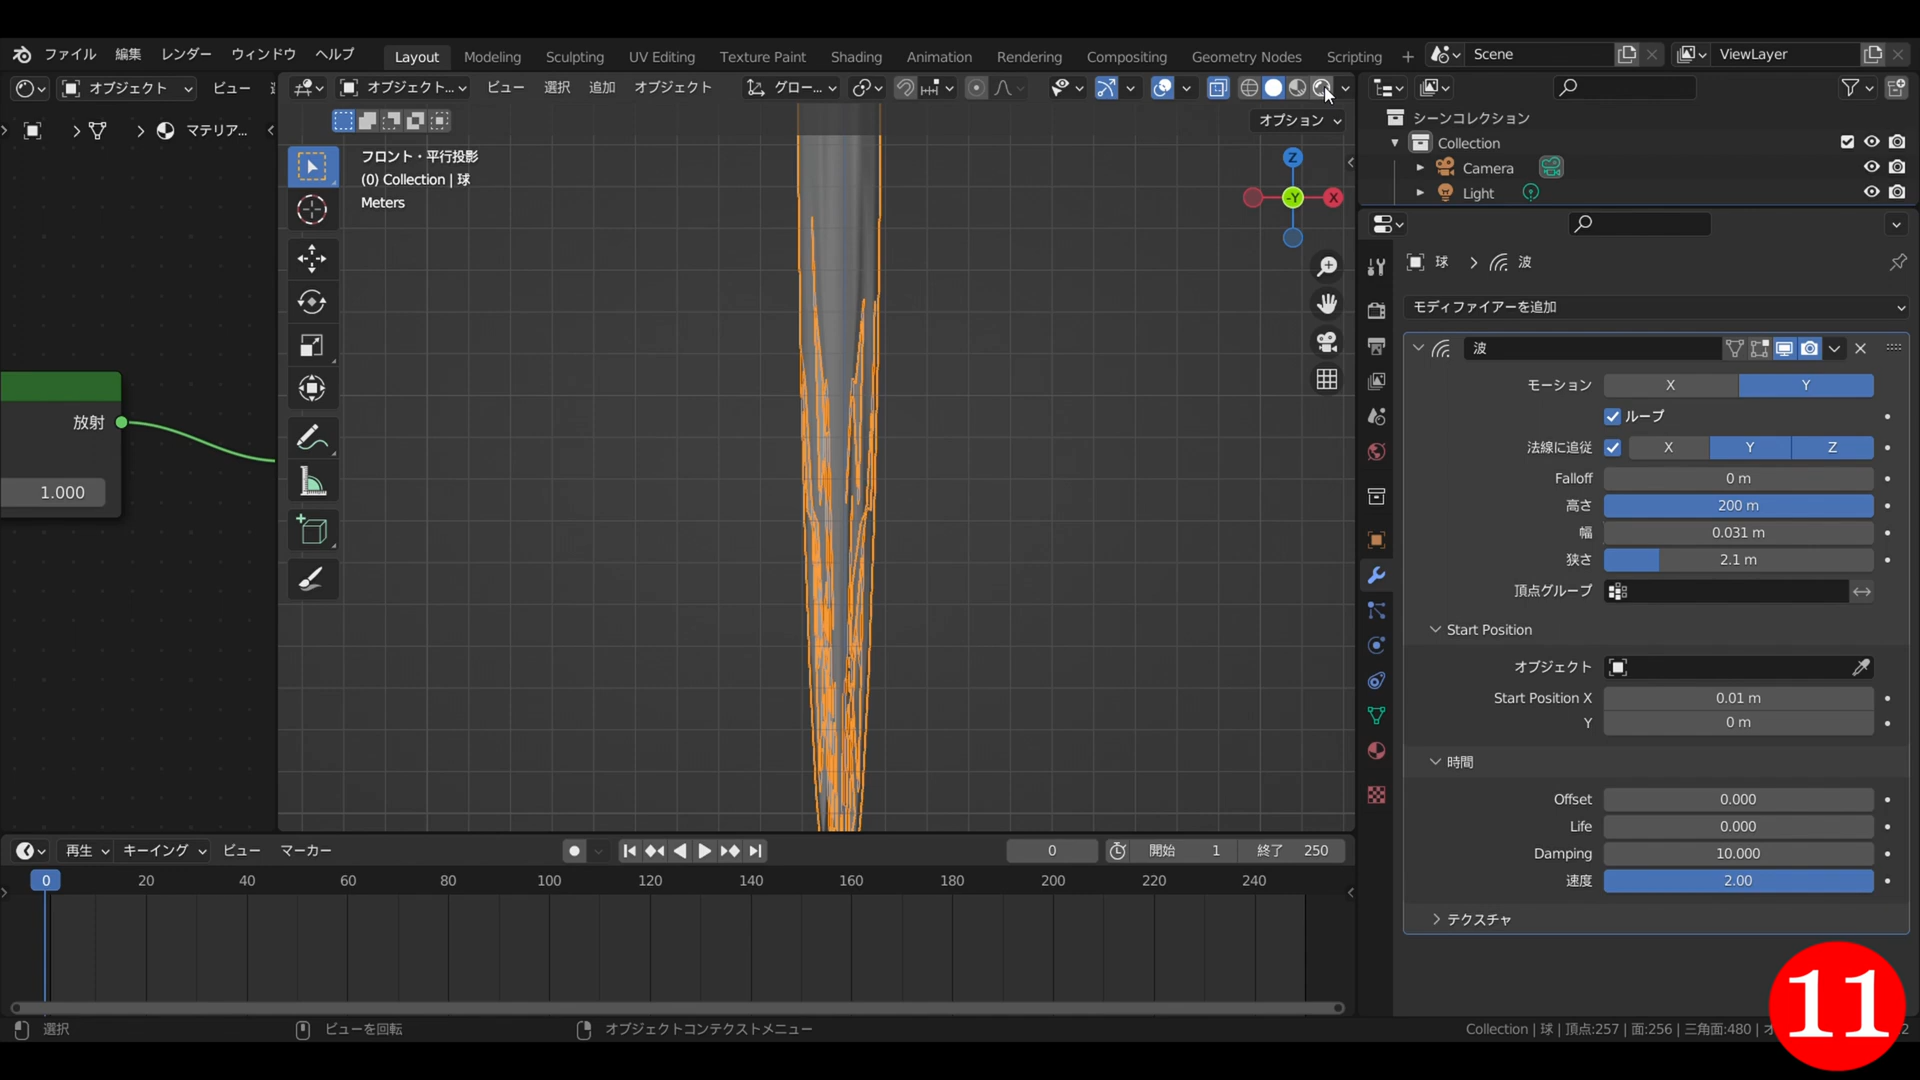 ファイル 編集 レンダー ウィンドウ ヘルプ Layout Modeling Sculpting UV Editing Texture Paint Shading Animation Rendering Compositing Geometry Nodes Scripting + Scene ViewLayer
オブジェクト ビュー オブジェクト... ビュー 選択 追加 オブジェクト グロー...
マテリア...
オプション
フロント・平行投影
(0) Collection | 球
Meters
Z
-Y
X
シーンコレクション
Collection
Camera
Light
球 > 波
モディファイアーを追加
波
モーション X Y
ループ
法線に追従 X Y Z
Falloff 0 m
高さ 200 m
幅 0.031 m
狭さ 2.1 m
頂点グループ
Start Position
オブジェクト
Start Position X 0.01 m
Y 0 m
時間
Offset 0.000
Life 0.000
Damping 10.000
速度 2.00
テクスチャ
放射
1.000
再生 キーイング ビュー マーカー 0 開始 1 終了 250
0 20 40 60 80 100 120 140 160 180 200 220 240
選択 ビューを回転 オブジェクトコンテクストメニュー Collection | 球 | 頂点:257 | 面:256 | 三角面:480 |
11